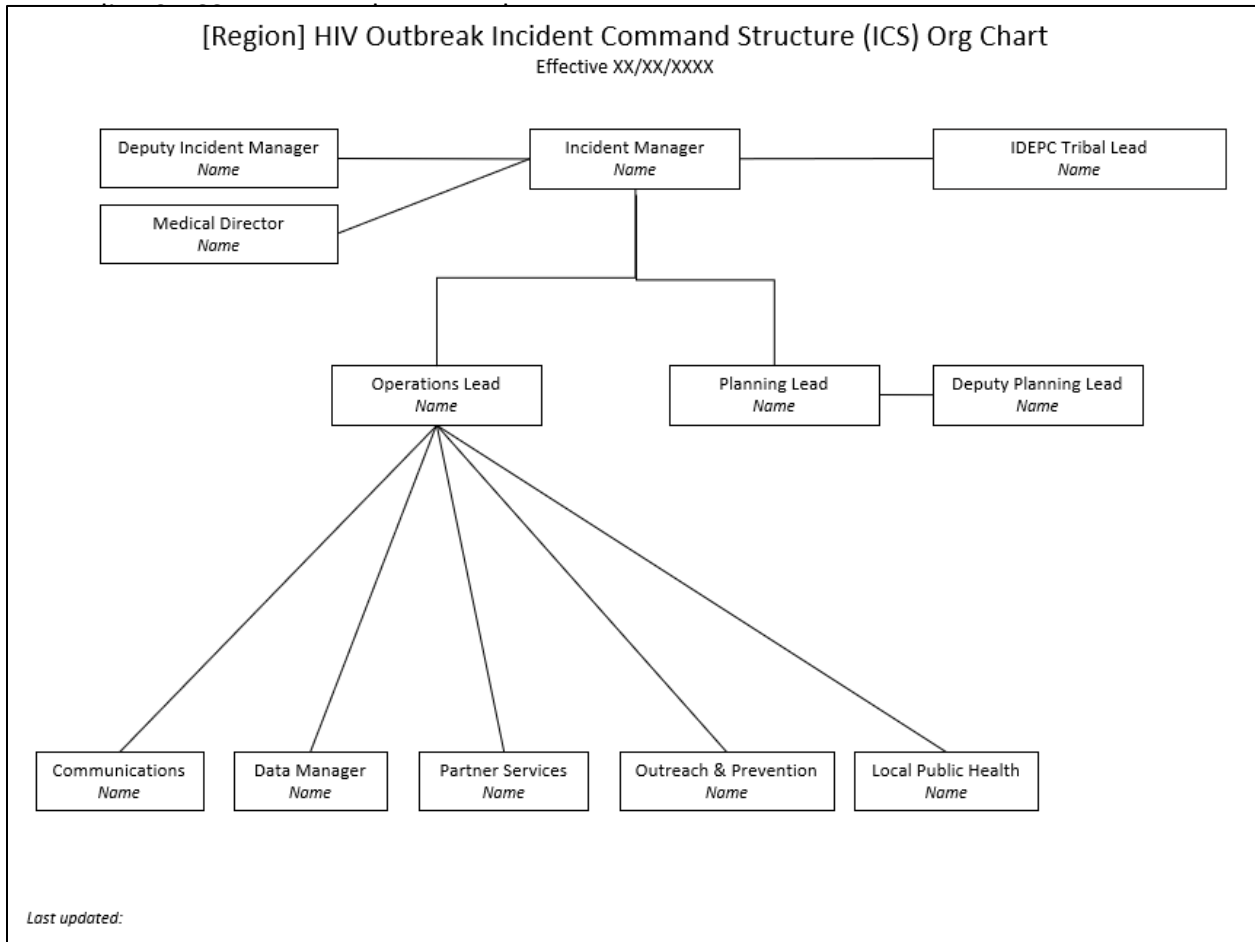 [Region] HIV Outbreak Incident Command Structure (ICS) Org Chart
Effective XX/XX/XXXX
Deputy Incident Manager
Name
Incident Manager
Name
IDEPC Tribal Lead
Name
Medical Director
Name
Operations Lead
Name
Planning Lead
Name
Deputy Planning Lead
Name
Communications
Name
Data Manager
Name
Partner Services
Name
Outreach & Prevention
Name
Local Public Health
Name
Last updated: